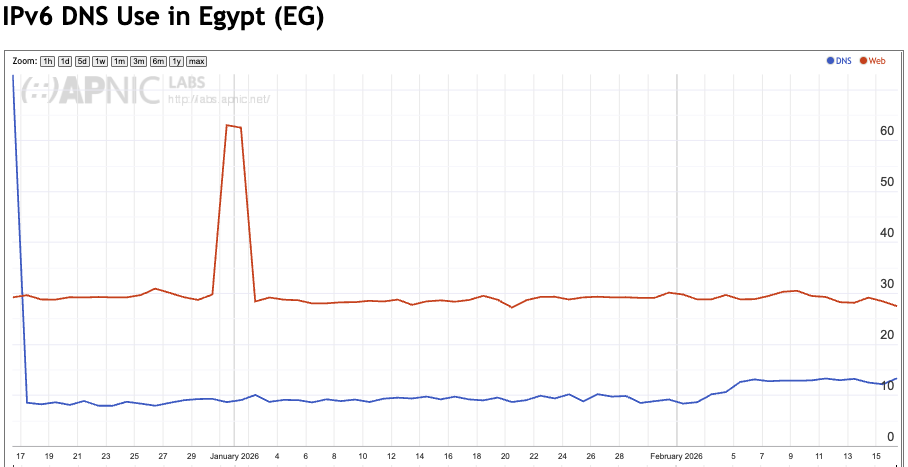 IPv6 DNS Use in Egypt (EG)
Zoom: 1h 1d 5d 1w 1m 3m 6m 1y max
DNS Web
(::)APNIC LABS
http://labs.apnic.net/
60
50
40
30
20
10
0
17 19 21 23 25 27 29 January 2026 4 6 8 10 12 14 16 18 20 22 24 26 28 February 2026 5 7 9 11 13 15